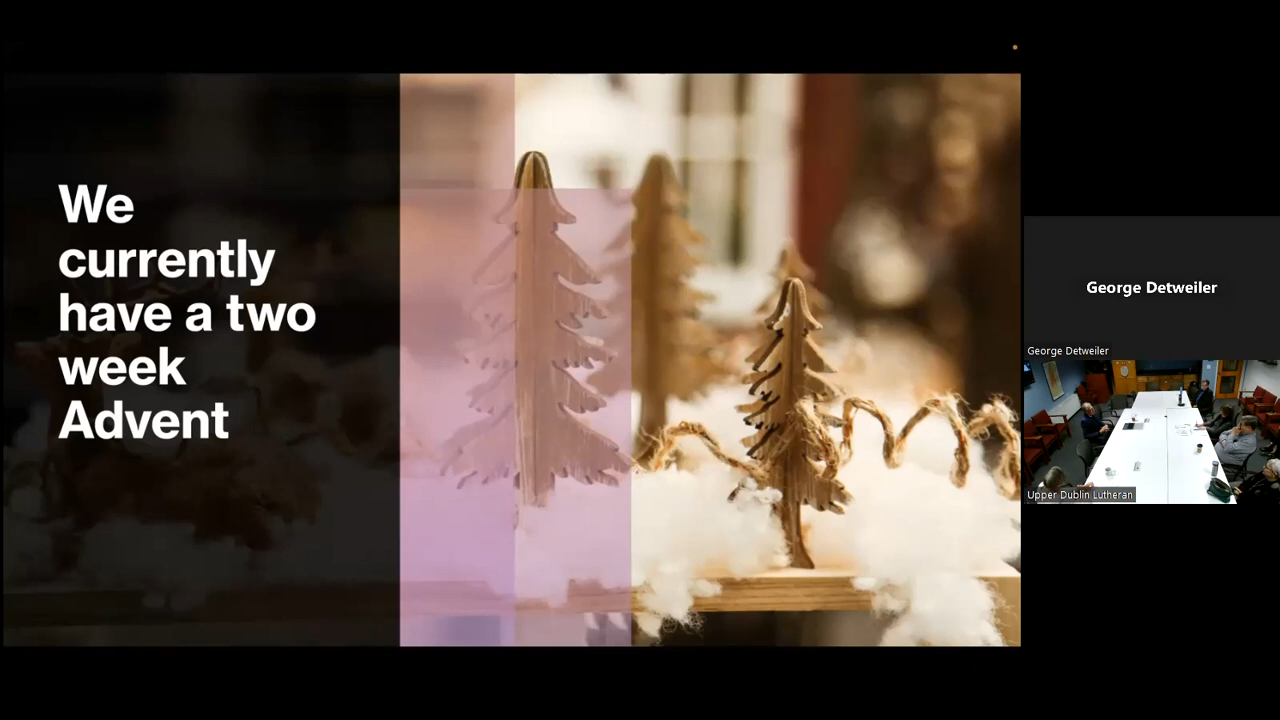 We
currently
have a two
week
Advent
George Detweiler
George Detweiler
Upper Dublin Lutheran